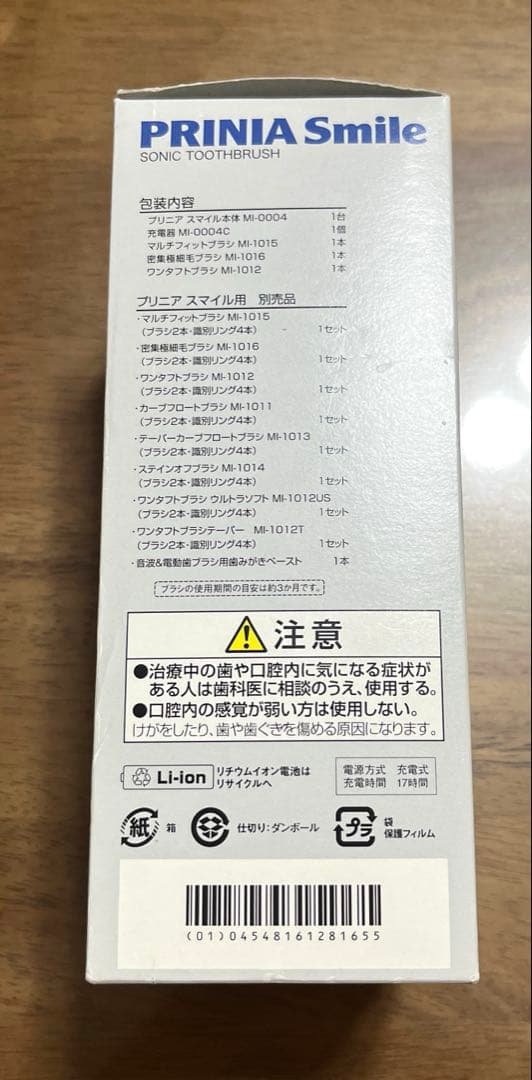 PRINIA Smile
SONIC TOOTHBRUSH
包装内容
プリニア スマイル本体 MI-0004 1台
充電器 MI-0004C 1個
マルチフィットブラシ MI-1015 1本
密集極細毛ブラシ MI-1016 1本
ワンタフトブラシ MI-1012 1本
プリニア スマイル用 別売品
・マルチフィットブラシ MI-1015
(ブラシ2本・識別リング4本) 1セット
・密集極細毛ブラシ MI-1016
(ブラシ2本・識別リング4本) 1セット
・ワンタフトブラシ MI-1012
(ブラシ2本・識別リング4本) 1セット
・カーブフロートブラシ MI-1011
(ブラシ2本・識別リング4本) 1セット
・テーパーカーブフロートブラシ MI-1013
(ブラシ2本・識別リング4本) 1セット
・ステインオフブラシ MI-1014
(ブラシ2本・識別リング4本) 1セット
・ワンタフトブラシ ウルトラソフト MI-1012US
(ブラシ2本・識別リング4本) 1セット
・ワンタフトブラシテーパー MI-1012T
(ブラシ2本・識別リング4本) 1セット
・音波&電動歯ブラシ用歯みがきペースト 1本
ブラシの使用期間の目安は約3か月です。
注意
●治療中の歯や口腔内に気になる症状が
ある人は歯科医に相談のうえ、使用する。
●口腔内の感覚が弱い方は使用しない。
けがをしたり、歯や歯ぐきを傷める原因になります。
Li-ion
リチウムイオン電池は
リサイクルへ
電源方式 充電式
充電時間 17時間
紙 箱
仕切り:ダンボール
プラ
袋
保護フィルム
(01)04548161281655